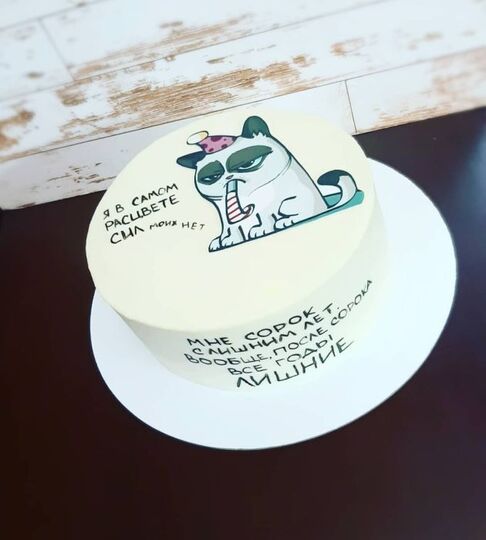 Я В САМОМ
РАСЦВЕТЕ
СИЛ МОИХ НЕТ
МНЕ СОРОК
С ЛИШНИМ ЛЕТ.
ВООБЩЕ, ПОСЛЕ СОРОКА
ВСЕ ГОДЫ
ЛИШНИЕ